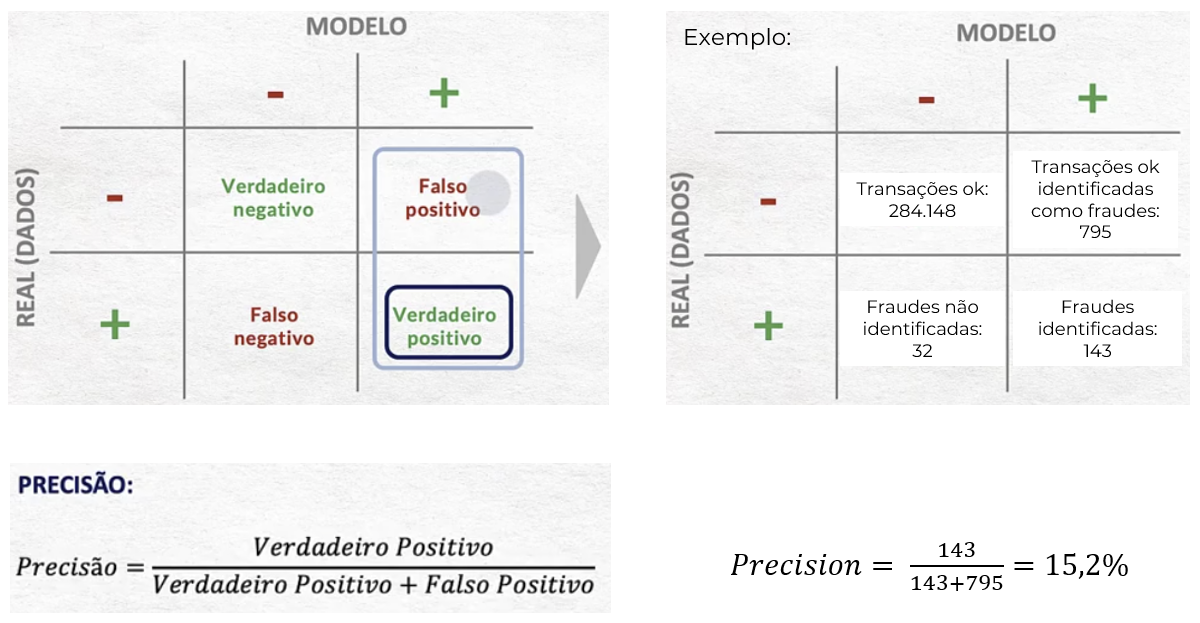 MODELO
-
+
REAL (DADOS)
-
Verdadeiro
negativo
Falso
positivo
+
Falso
negativo
Verdadeiro
positivo
Exemplo:
MODELO
-
+
REAL (DADOS)
-
Transações ok:
284.148
Transações ok
identificadas
como fraudes:
795
+
Fraudes não
identificadas:
32
Fraudes
identificadas:
143
PRECISÃO:
Precisão = Verdadeiro Positivo / Verdadeiro Positivo + Falso Positivo
Precision = 143 / 143+795 = 15,2%